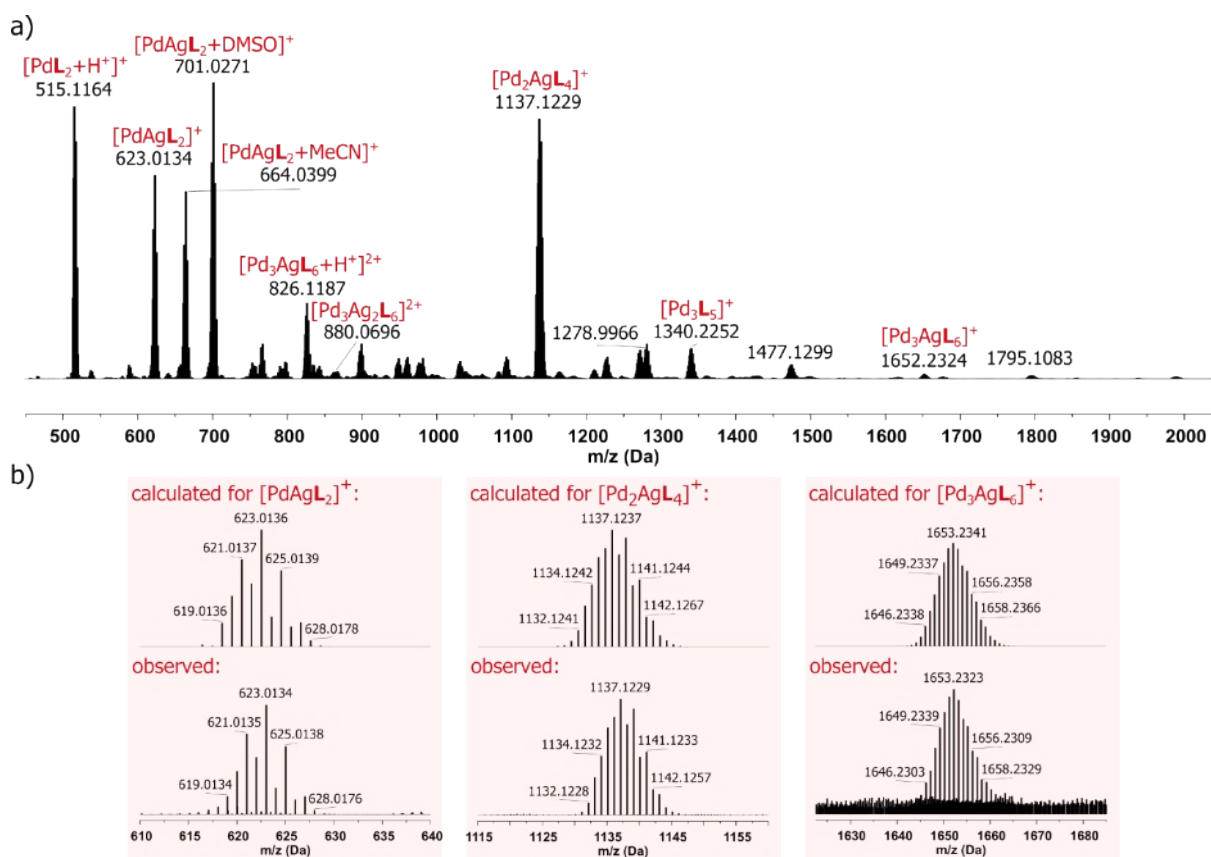 a)
[PdL₂+H⁺]⁺
515.1164
[PdAgL₂+DMSO]⁺
701.0271
[PdAgL₂]⁺
623.0134
[PdAgL₂+MeCN]⁺
664.0399
[Pd₂AgL₄]⁺
1137.1229
[Pd₃AgL₆+H⁺]²⁺
826.1187
[Pd₃Ag₂L₆]²⁺
880.0696
1278.9966
[Pd₃L₅]⁺
1340.2252
1477.1299
[Pd₃AgL₆]⁺
1652.2324
1795.1083
500 600 700 800 900 1000 1100 1200 1300 1400 1500 1600 1700 1800 1900 2000
m/z (Da)
b)
calculated for [PdAgL₂]⁺:
623.0136
621.0137
625.0139
619.0136
628.0178
observed:
623.0134
621.0135
625.0138
619.0134
628.0176
610 615 620 625 630 635 640
m/z (Da)
calculated for [Pd₂AgL₄]⁺:
1137.1237
1134.1242
1141.1244
1132.1241
1142.1267
observed:
1137.1229
1134.1232
1141.1233
1132.1228
1142.1257
1115 1125 1135 1145 1155
m/z (Da)
calculated for [Pd₃AgL₆]⁺:
1653.2341
1649.2337
1656.2358
1646.2338
1658.2366
observed:
1653.2323
1649.2339
1656.2309
1646.2303
1658.2329
1630 1640 1650 1660 1670 1680
m/z (Da)